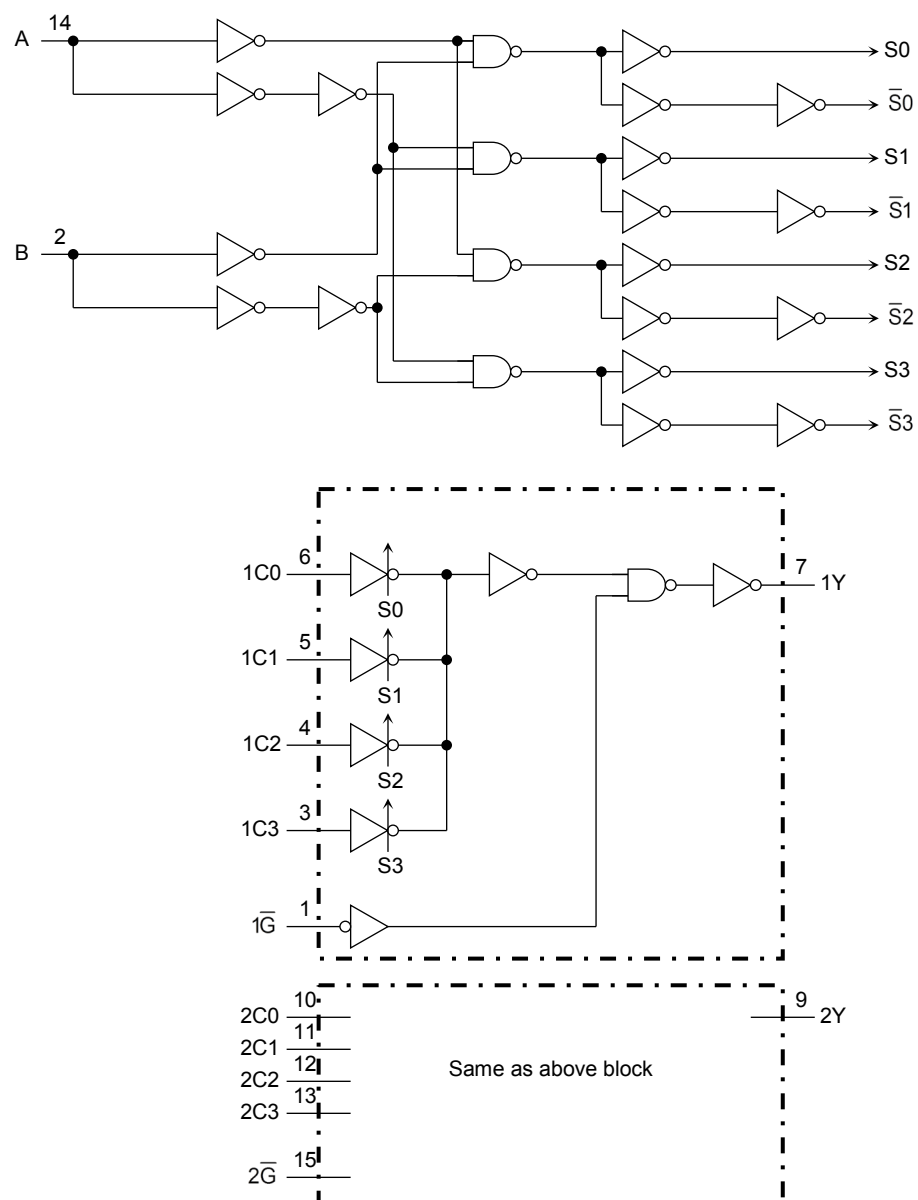 A 14
S0
S̅0
S1
S̅1
B 2
S2
S̅2
S3
S̅3
1C0 6
S0
7 1Y
1C1 5
S1
1C2 4
S2
1C3 3
S3
1G̅ 1
2C0 10
9 2Y
2C1 11
2C2 12
Same as above block
2C3 13
2G̅ 15